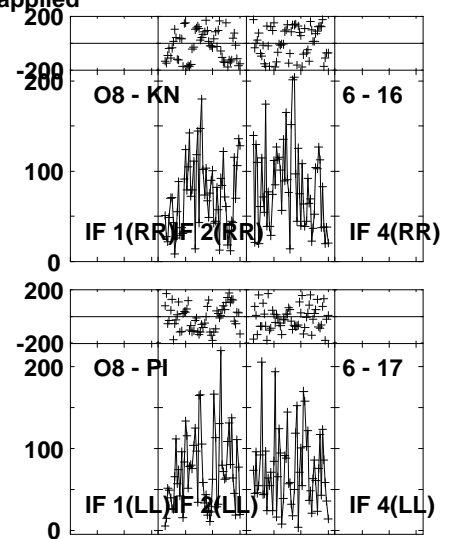 applied
200
-200
200
O8 - KN 6 - 16
100
IF 1(RR) IF 2(RR) IF 4(RR)
0
200
-200
200
O8 - PI 6 - 17
100
IF 1(LL) IF 2(LL) IF 4(LL)
0